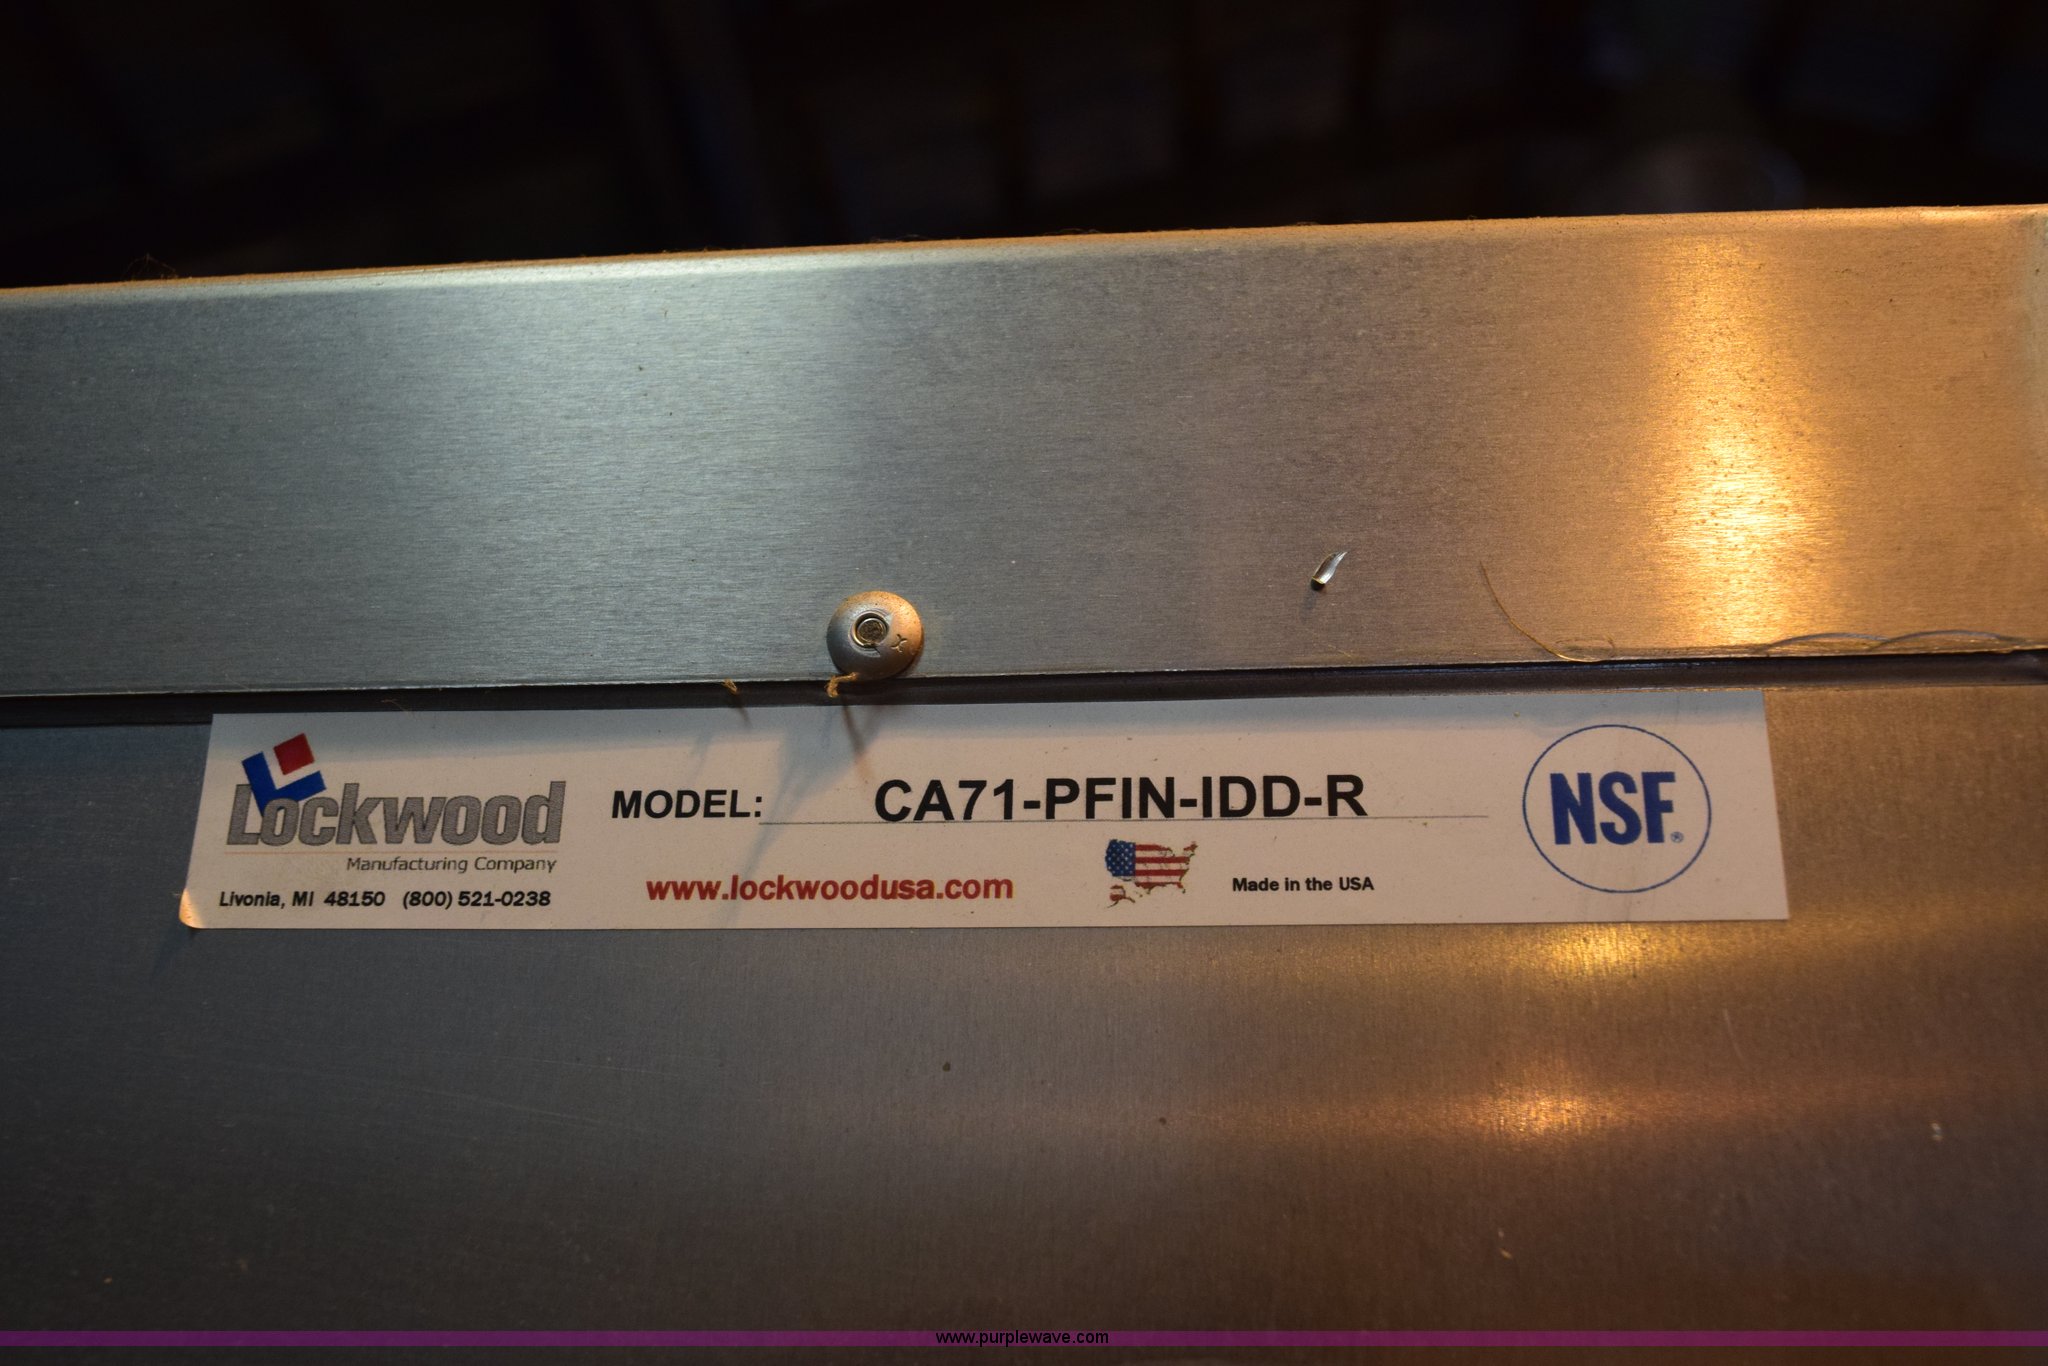 Lockwood
Manufacturing Company
Livonia, MI 48150 (800) 521-0238
MODEL: CA71-PFIN-IDD-R
www.lockwoodusa.com
Made in the USA
NSF®
www.purplewave.com